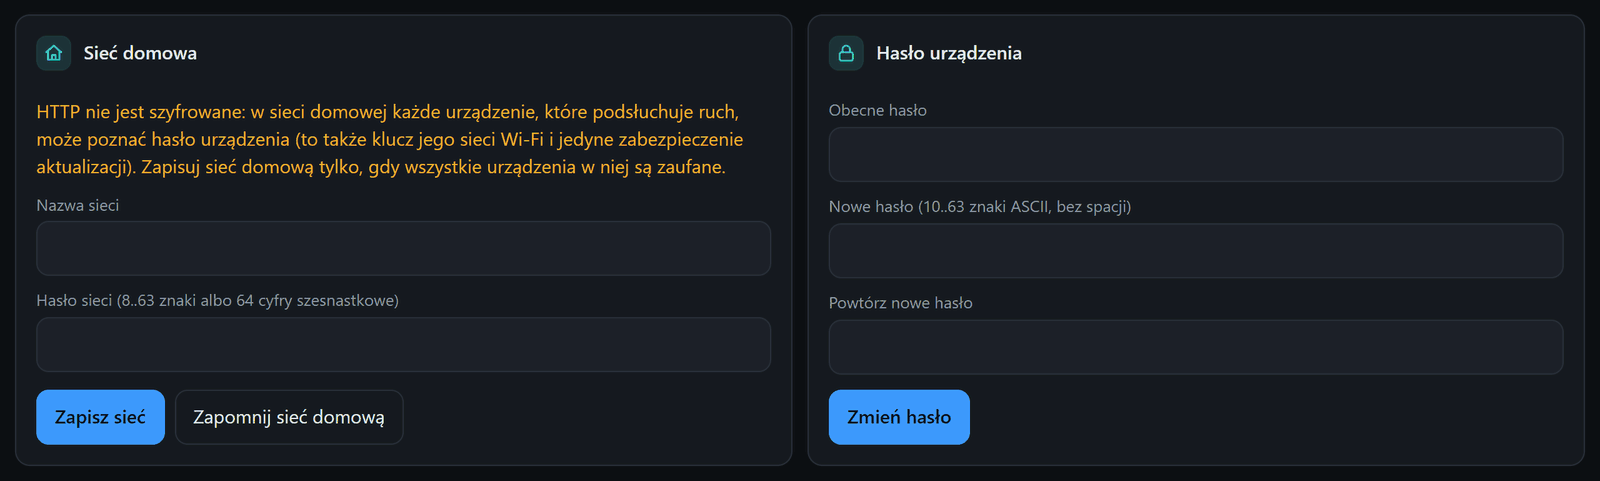 Sieć domowa
HTTP nie jest szyfrowane: w sieci domowej każde urządzenie, które podsłuchuje ruch,
może poznać hasło urządzenia (to także klucz jego sieci Wi-Fi i jedyne zabezpieczenie
aktualizacji). Zapisuj sieć domową tylko, gdy wszystkie urządzenia w niej są zaufane.
Nazwa sieci
Hasło sieci (8..63 znaki albo 64 cyfry szesnastkowe)
Zapisz sieć
Zapomnij sieć domową
Hasło urządzenia
Obecne hasło
Nowe hasło (10..63 znaki ASCII, bez spacji)
Powtórz nowe hasło
Zmień hasło